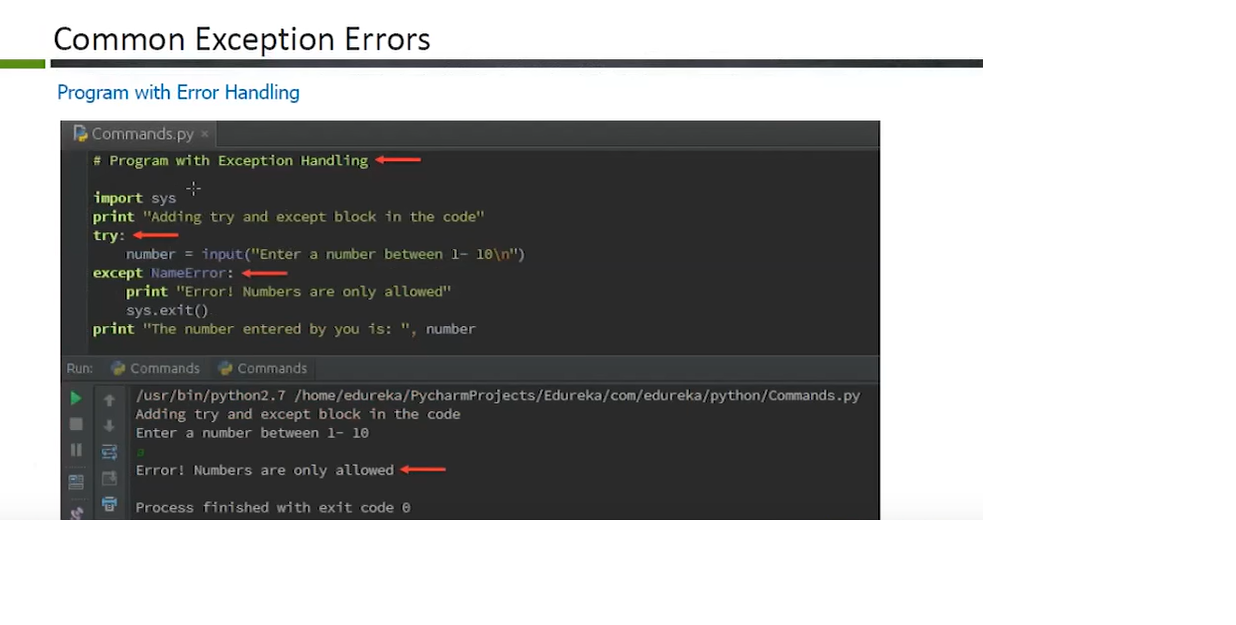 Common Exception Errors
Program with Error Handling
Commands.py ×
# Program with Exception Handling
import sys
print "Adding try and except block in the code"
try:
number = input("Enter a number between 1- 10\n")
except NameError:
print "Error! Numbers are only allowed"
sys.exit()
print "The number entered by you is: ", number
Run: Commands Commands
/usr/bin/python2.7 /home/edureka/PycharmProjects/Edureka/com/edureka/python/Commands.py
Adding try and except block in the code
Enter a number between 1- 10
a
Error! Numbers are only allowed
Process finished with exit code 0